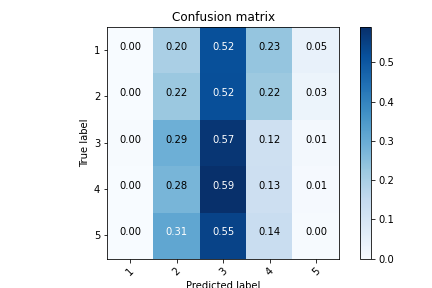 Confusion matrix
1 0.00 0.20 0.52 0.23 0.05
2 0.00 0.22 0.52 0.22 0.03
3 0.00 0.29 0.57 0.12 0.01
4 0.00 0.28 0.59 0.13 0.01
5 0.00 0.31 0.55 0.14 0.00
True label
1 2 3 4 5
Predicted label
0.5
0.4
0.3
0.2
0.1
0.0